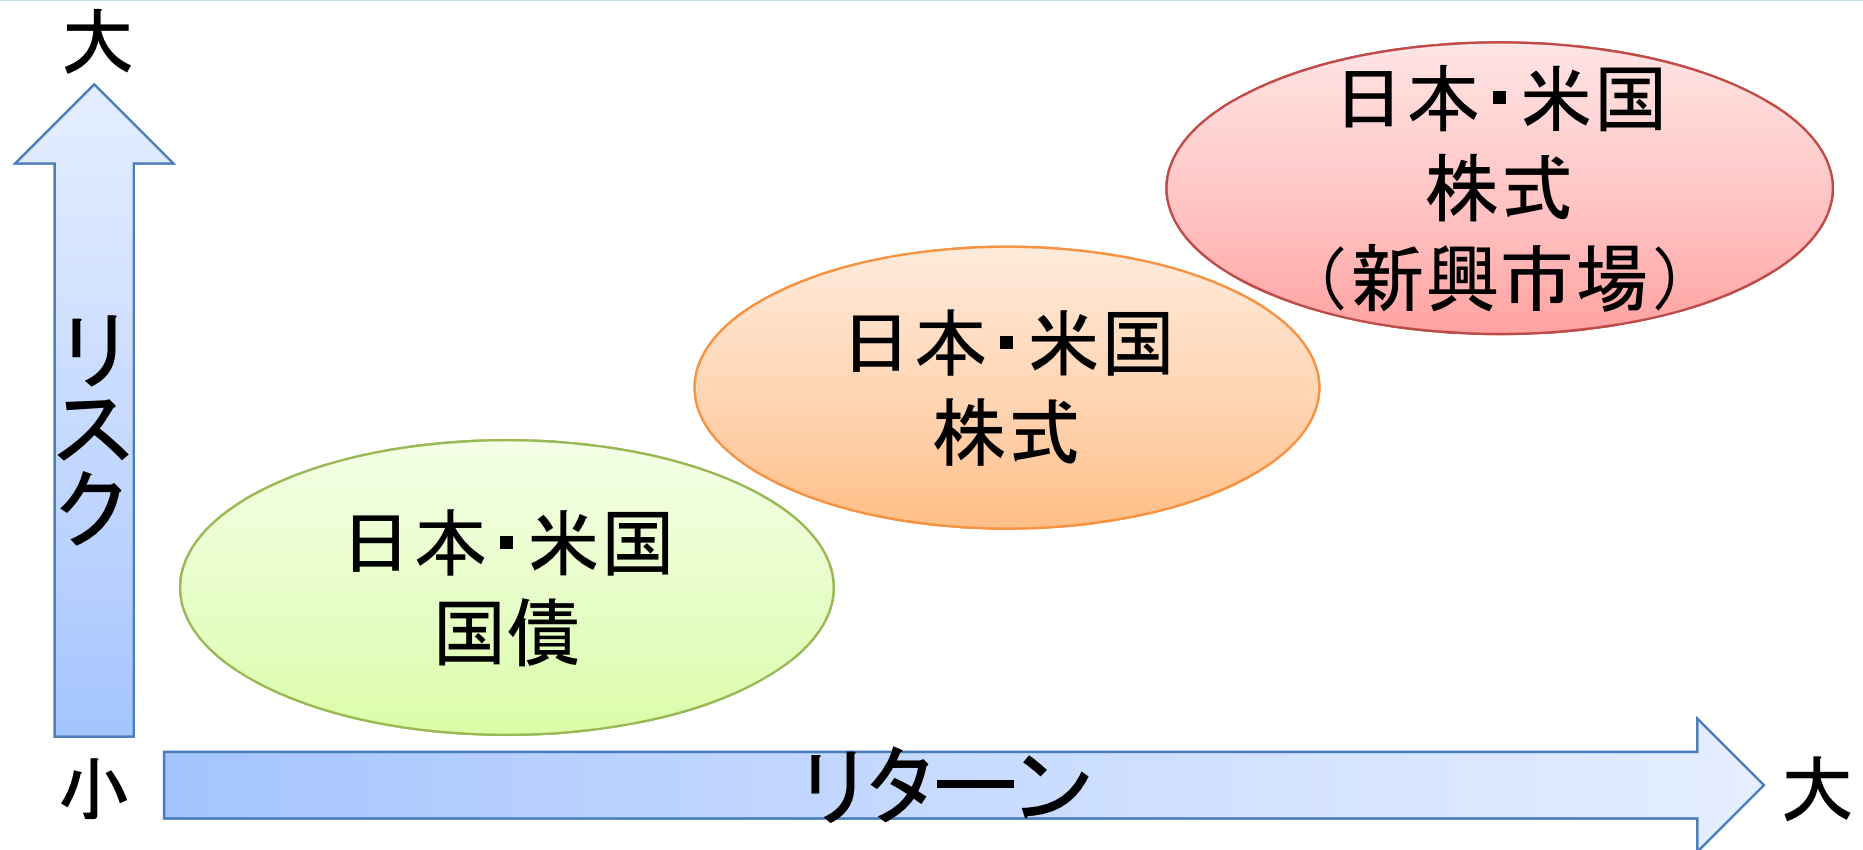 大
日本・米国
株式
（新興市場）
日本・米国
株式
リスク
日本・米国
国債
小
リターン
大